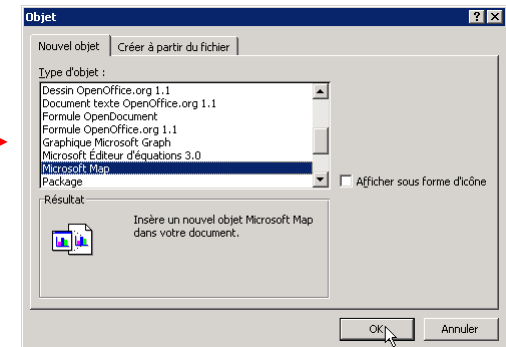 Objet
Nouvel objet
Créer à partir du fichier
Type d'objet :
Dessin OpenOffice.org 1.1
Document texte OpenOffice.org 1.1
Formule OpenDocument
Formule OpenOffice.org 1.1
Graphique Microsoft Graph
Microsoft Éditeur d'équations 3.0
Microsoft Map
Package
Afficher sous forme d'icône
Résultat
Insère un nouvel objet Microsoft Map
dans votre document.
OK
Annuler